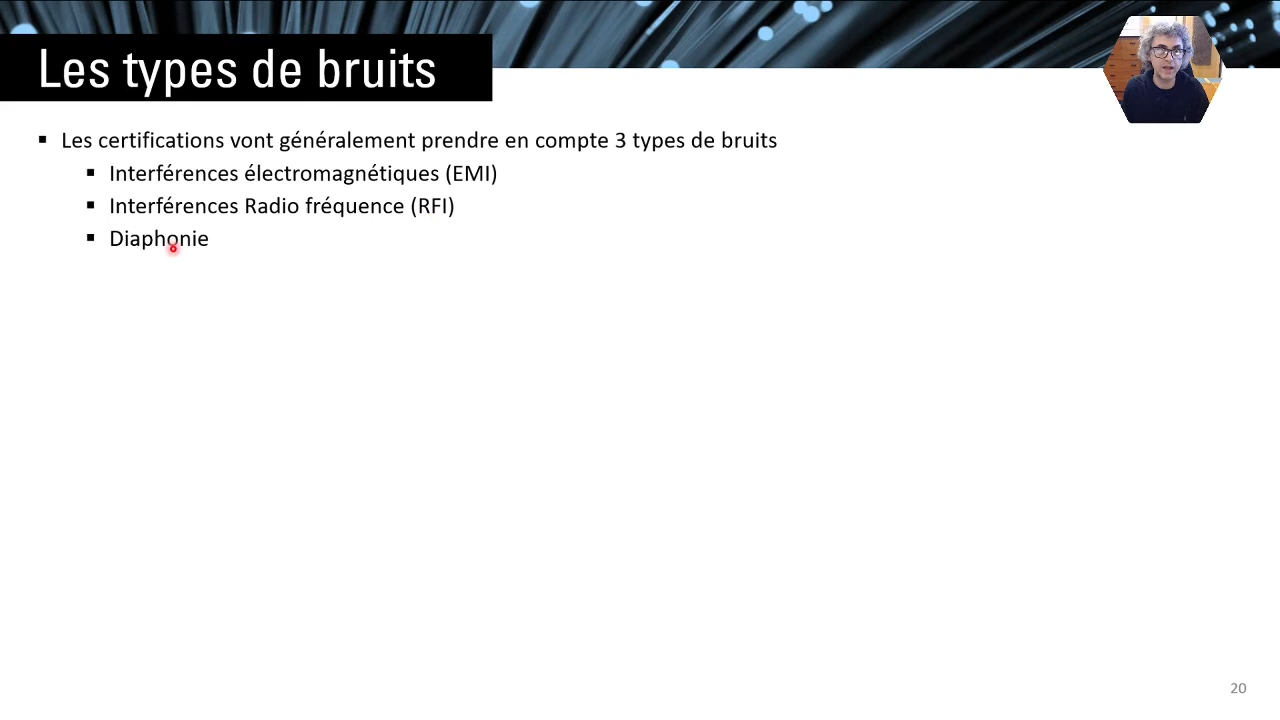 Les types de bruits
▪ Les certifications vont généralement prendre en compte 3 types de bruits
▪ Interférences électromagnétiques (EMI)
▪ Interférences Radio fréquence (RFI)
▪ Diaphonie
20